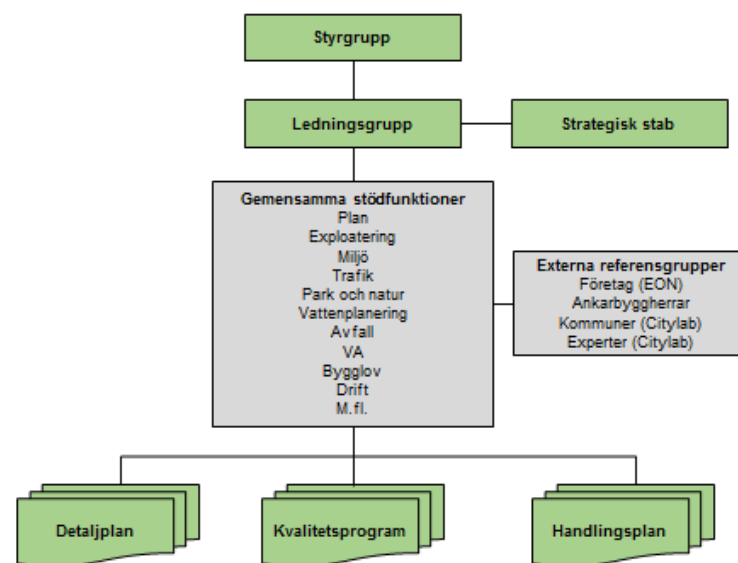 Styrgrupp
Ledningsgrupp
Strategisk stab
Gemensamma stödfunktioner
Plan
Exploatering
Miljö
Trafik
Park och natur
Vattenplanering
Avfall
VA
Bygglov
Drift
M.fl.
Externa referensgrupper
Företag (EON)
Ankarbyggherrar
Kommuner (Citylab)
Experter (Citylab)
Detaljplan
Kvalitetsprogram
Handlingsplan